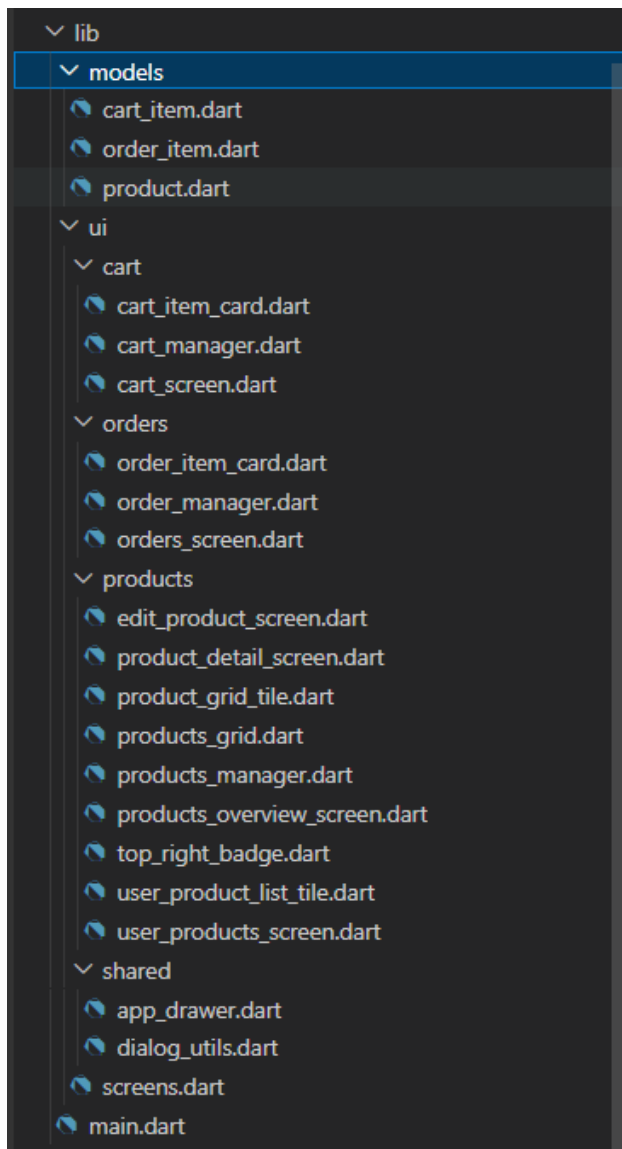 lib
models
cart_item.dart
order_item.dart
product.dart
ui
cart
cart_item_card.dart
cart_manager.dart
cart_screen.dart
orders
order_item_card.dart
order_manager.dart
orders_screen.dart
products
edit_product_screen.dart
product_detail_screen.dart
product_grid_tile.dart
products_grid.dart
products_manager.dart
products_overview_screen.dart
top_right_badge.dart
user_product_list_tile.dart
user_products_screen.dart
shared
app_drawer.dart
dialog_utils.dart
screens.dart
main.dart